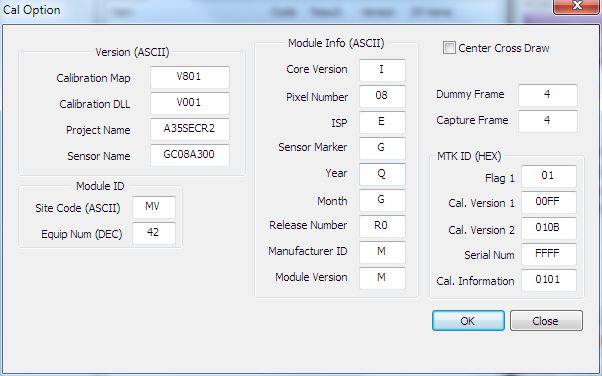 Cal Option
Version (ASCII)
Calibration Map V801
Calibration DLL V001
Project Name A35SECR2
Sensor Name GC08A300
Module ID
Site Code (ASCII) MV
Equip Num (DEC) 42
Module Info (ASCII)
Core Version I
Pixel Number 08
ISP E
Sensor Marker G
Year Q
Month G
Release Number R0
Manufacturer ID M
Module Version M
Center Cross Draw
Dummy Frame 4
Capture Frame 4
MTK ID (HEX)
Flag 1 01
Cal. Version 1 00FF
Cal. Version 2 010B
Serial Num FFFF
Cal. Information 0101
OK Close